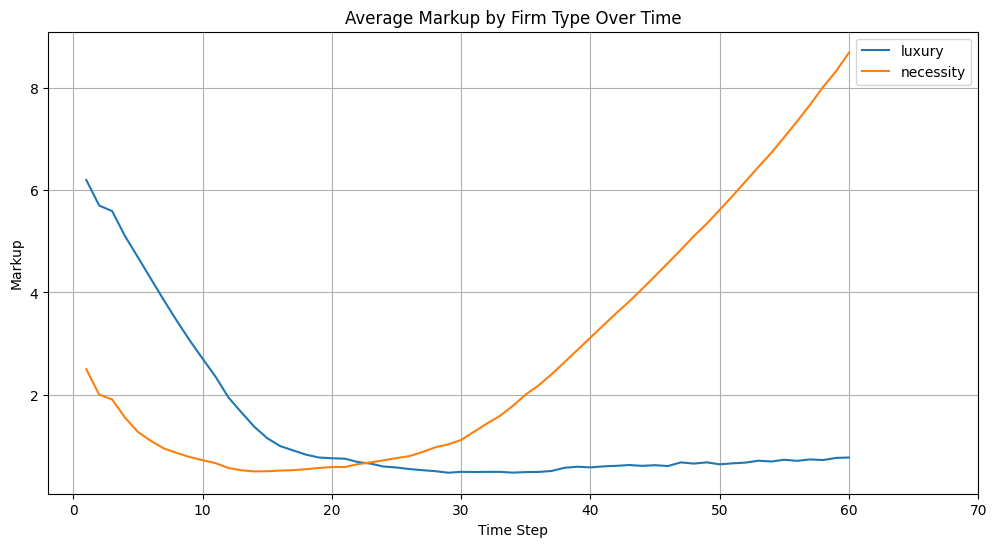 Average Markup by Firm Type Over Time
luxury
necessity
Markup
8
6
4
2
0 10 20 30 40 50 60 70
Time Step